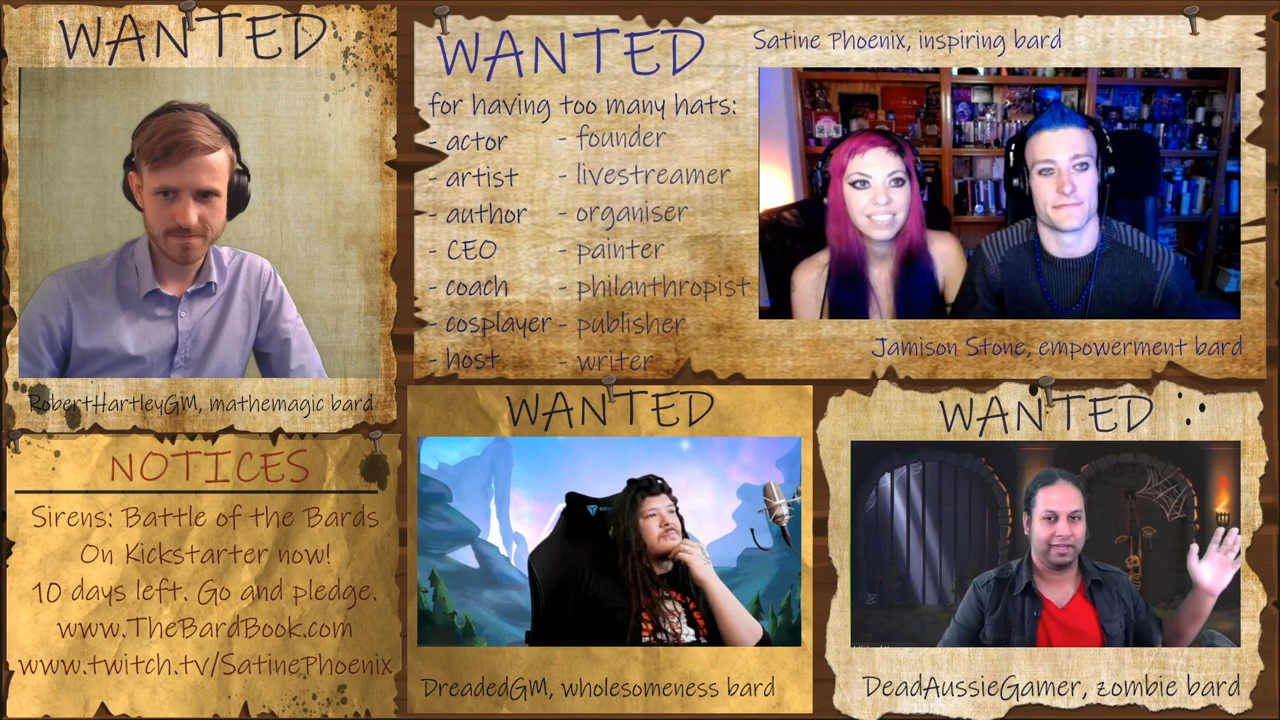 WANTED
RobertHartleyGM, mathemagic bard
WANTED
for having too many hats:
- actor
- artist
- author
- CEO
- coach
- cosplayer
- host
- founder
- livestreamer
- organiser
- painter
- philanthropist
- publisher
- writer
Satine Phoenix, inspiring bard
Jamison Stone, empowerment bard
NOTICES
Sirens: Battle of the Bards
On Kickstarter now!
10 days left. Go and pledge.
www.TheBardBook.com
www.twitch.tv/SatinePhoenix
WANTED
DreadedGM, wholesomeness bard
WANTED
DeadAussieGamer, zombie bard